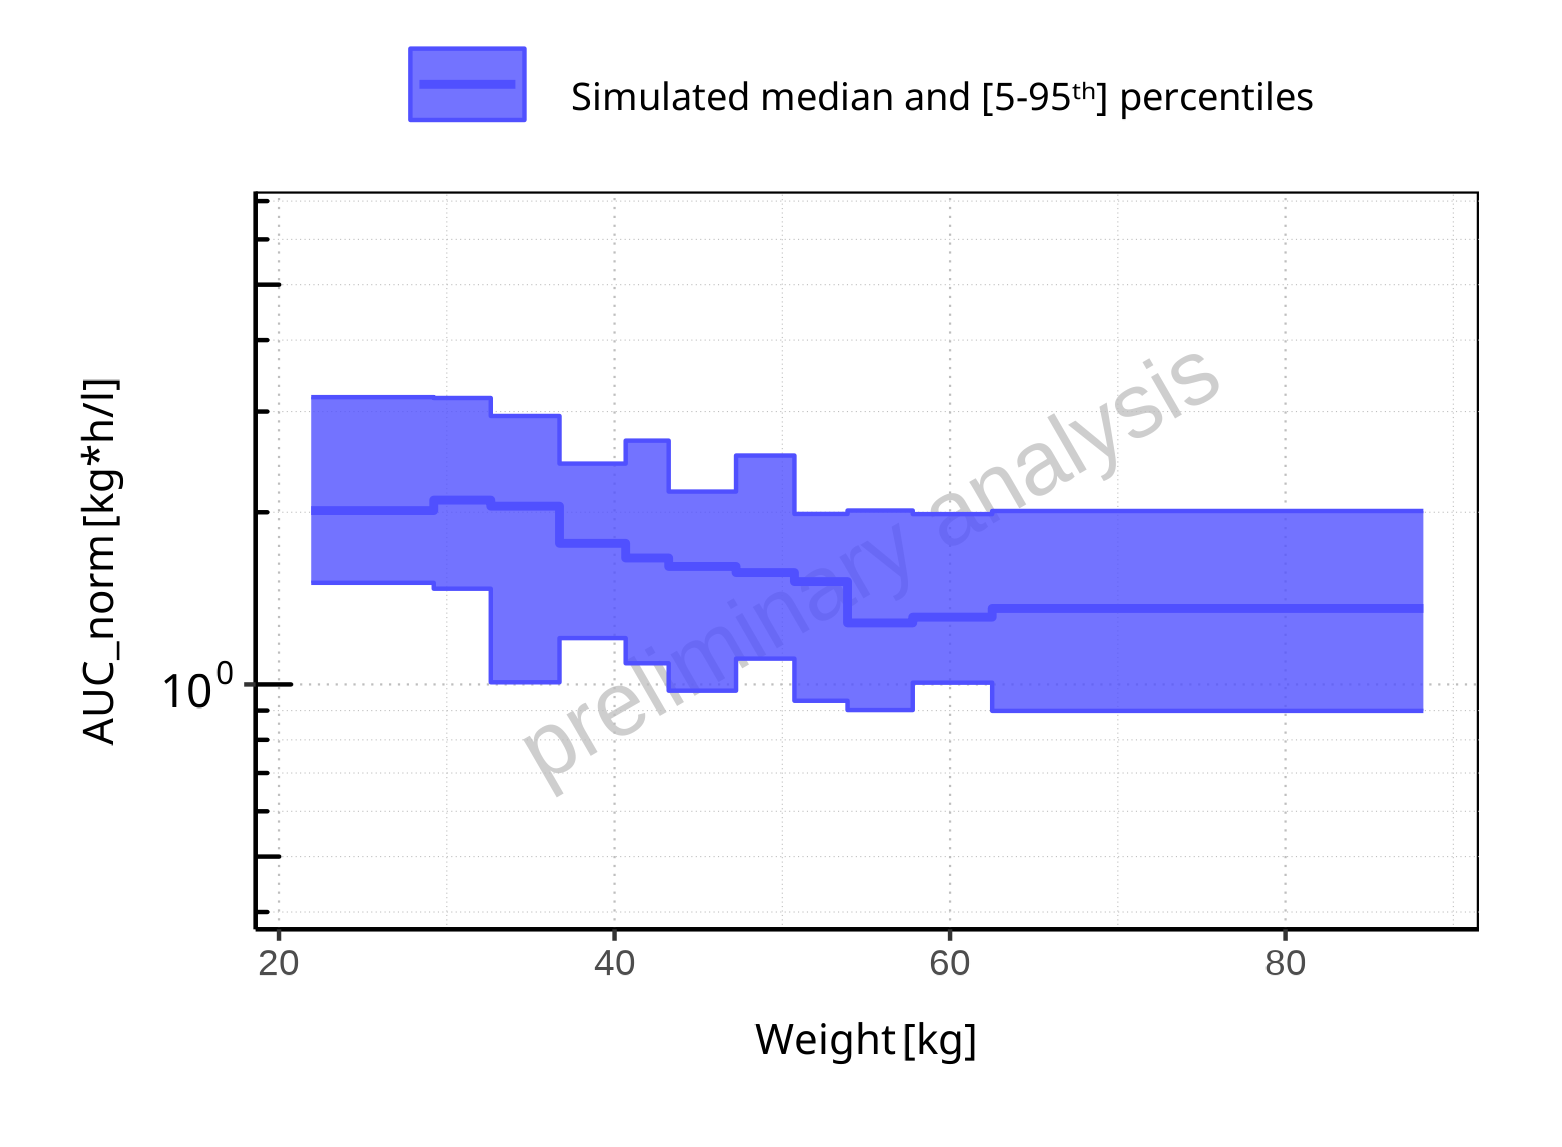 Simulated median and [5-95th] percentiles
AUC_norm [kg*h/l]
10⁰
preliminary analysis
20 40 60 80
Weight [kg]